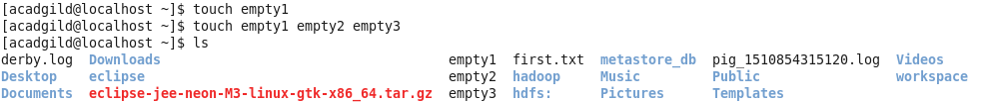 [acadgild@localhost ~]$ touch empty1
[acadgild@localhost ~]$ touch empty1 empty2 empty3
[acadgild@localhost ~]$ ls
derby.log  Downloads                                    empty1  first.txt  metastore_db  pig_1510854315120.log  Videos
Desktop    eclipse                                      empty2  hadoop     Music         Public                 workspace
Documents  eclipse-jee-neon-M3-linux-gtk-x86_64.tar.gz  empty3  hdfs:      Pictures      Templates